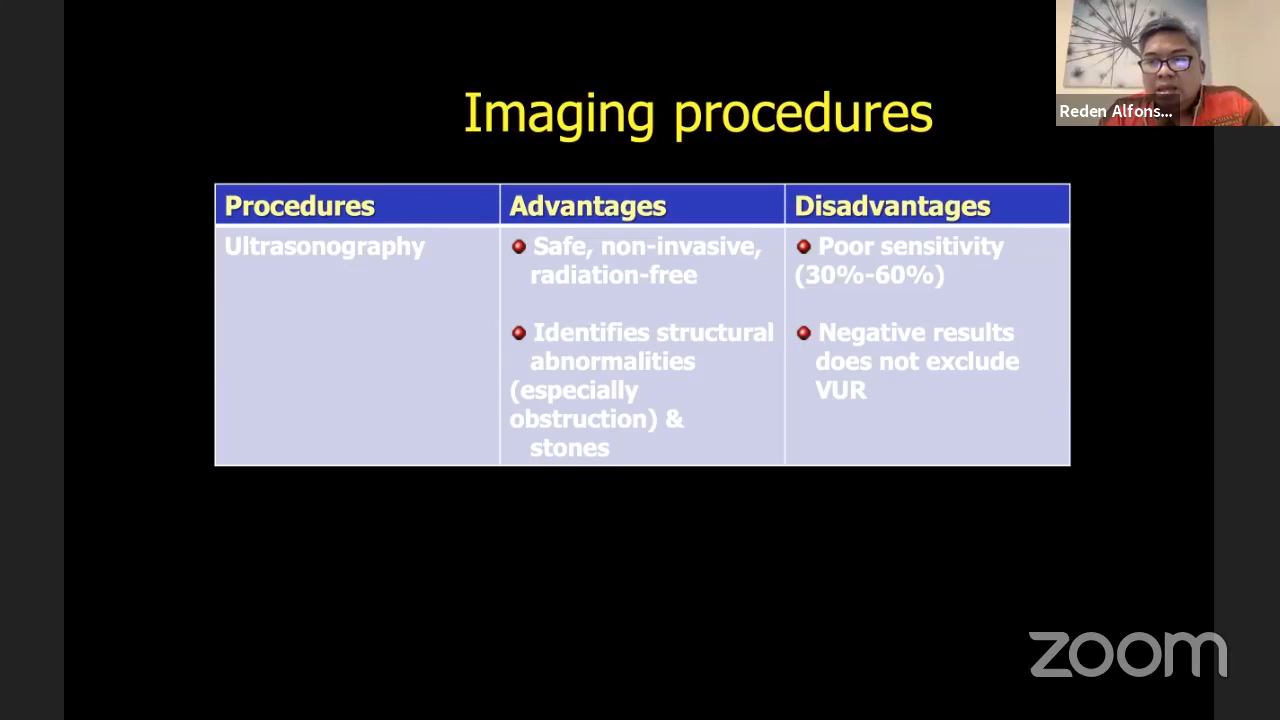 Reden Alfons...
Imaging procedures
Procedures
Advantages
Disadvantages
Ultrasonography
Safe, non-invasive,
radiation-free
Identifies structural
abnormalities
(especially
obstruction) &
stones
Poor sensitivity
(30%-60%)
Negative results
does not exclude
VUR
zoom